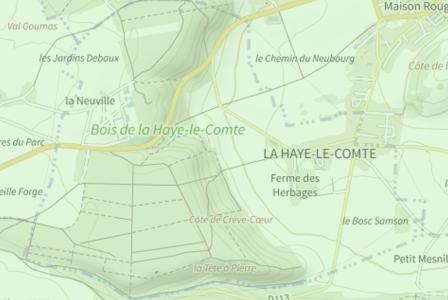 Maison Roug
Val Goumas
les Jardins Debaux
le Chemin du Neubourg
Côte de l
la Neuville
Bois de la Haye-le-Comte
res du Parc
LA HAYE-LE-COMTE
Ferme des
Herbages
eille Forge
Côte de Crève-Cœur
le Bosc Samson
Petit Mesnil
la Tête à Pierre
D113